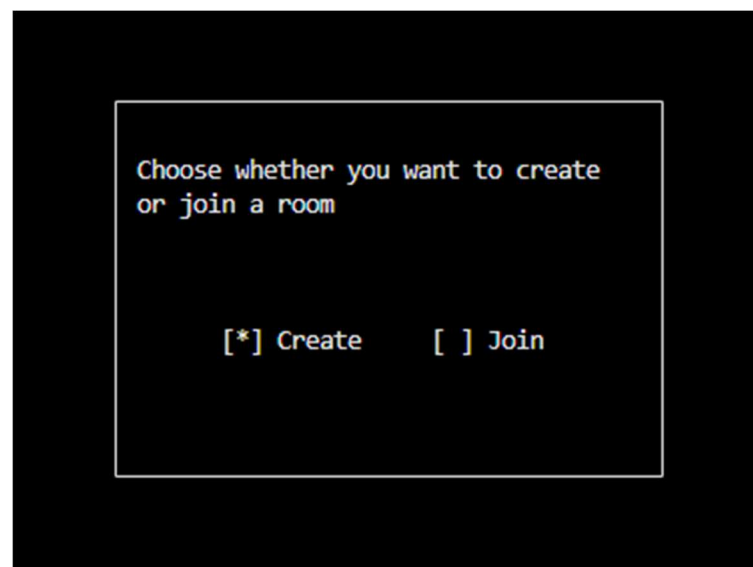 Choose whether you want to create
or join a room
[*] Create [ ] Join